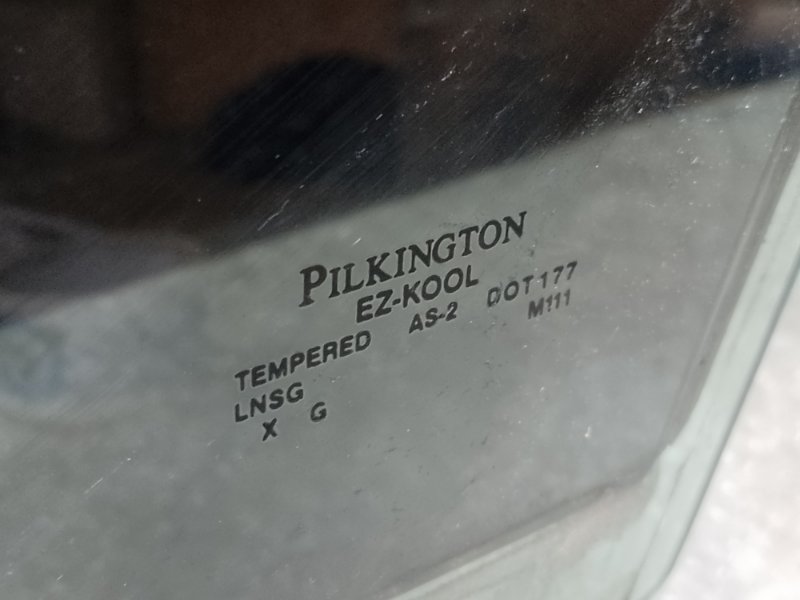 PILKINGTON
EZ-KOOL
TEMPERED AS-2 DOT177
LNSG M111
X G